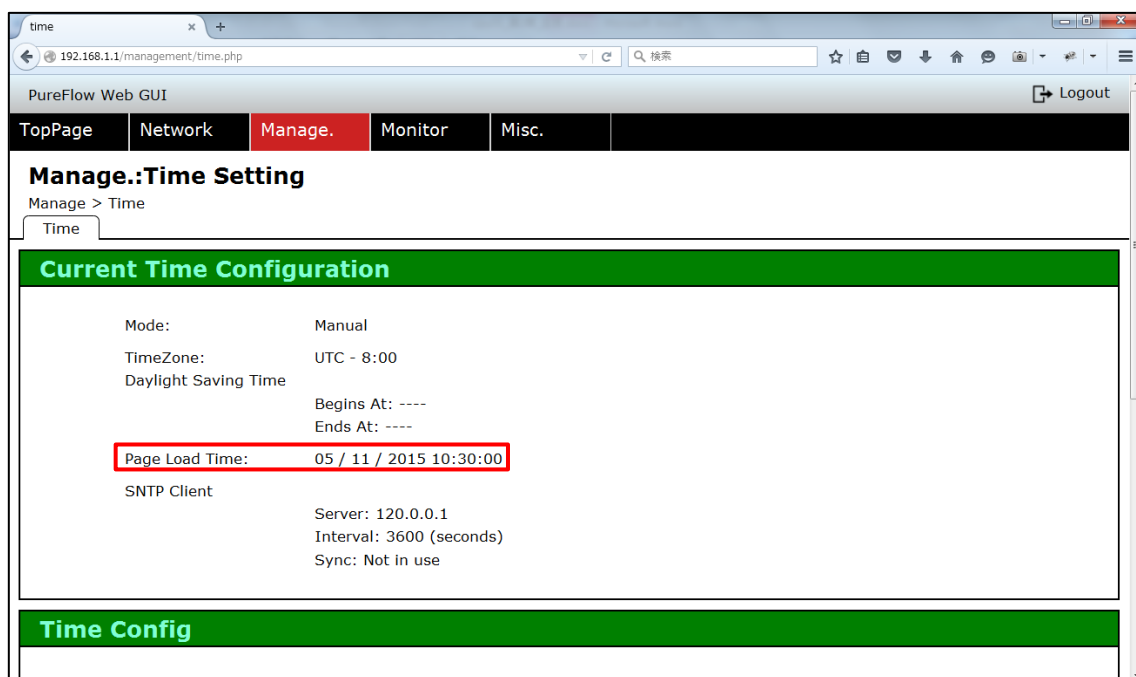 time
192.168.1.1/management/time.php
検索
PureFlow Web GUI
Logout
TopPage Network Manage. Monitor Misc.
Manage.:Time Setting
Manage > Time
Time
Current Time Configuration
Mode: Manual
TimeZone: UTC - 8:00
Daylight Saving Time
Begins At: ----
Ends At: ----
Page Load Time: 05 / 11 / 2015 10:30:00
SNTP Client
Server: 120.0.0.1
Interval: 3600 (seconds)
Sync: Not in use
Time Config